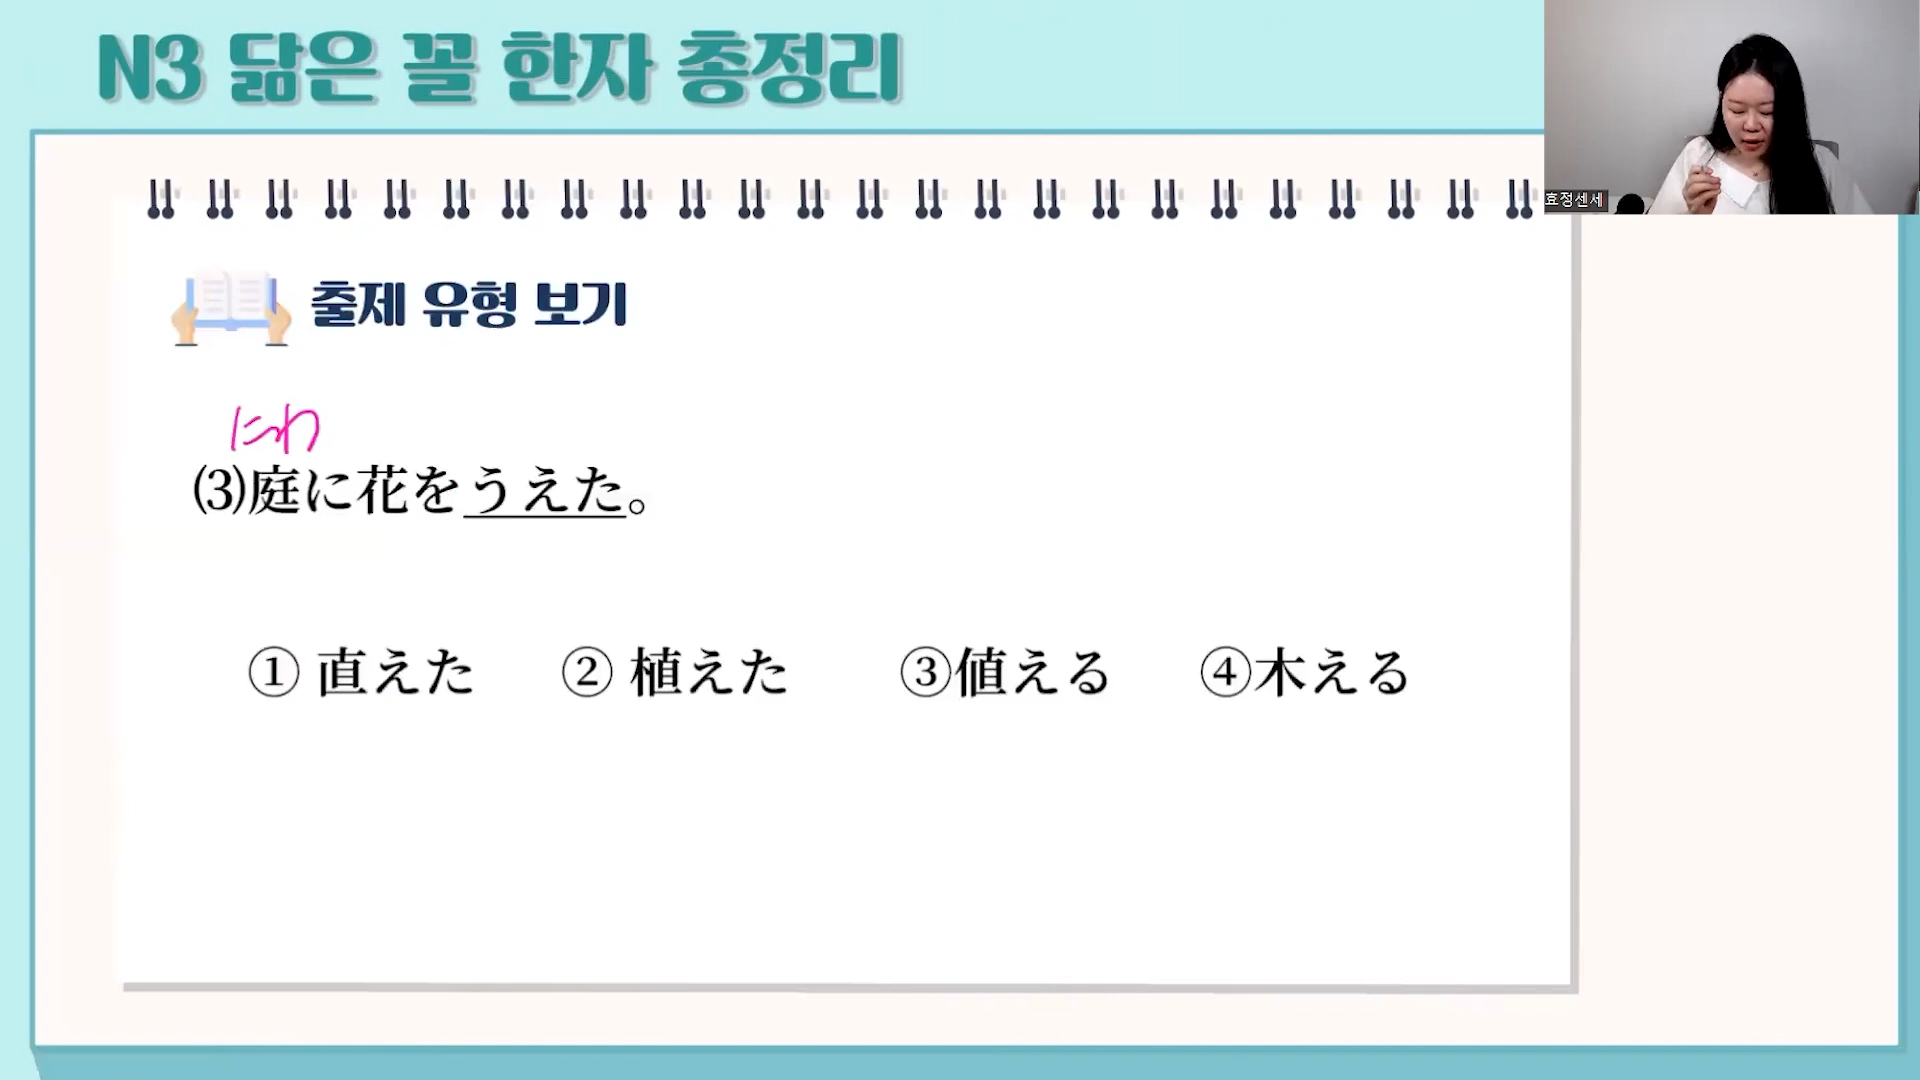 N3 닮은 꼴 한자 총정리
효정센세
출제 유형 보기
にわ
(3)庭に花をうえた。
① 直えた ② 植えた ③値える ④木える